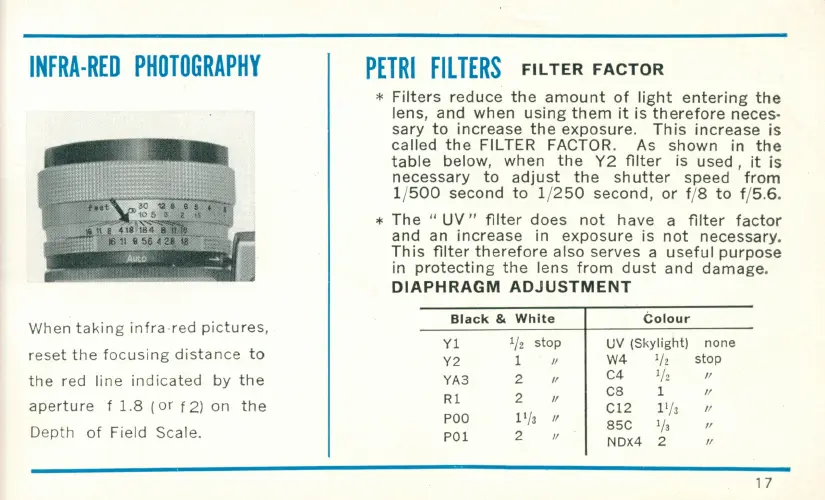 INFRA-RED PHOTOGRAPHY
feet
AUTO
When taking infra-red pictures,
reset the focusing distance to
the red line indicated by the
aperture f 1.8 (or f 2) on the
Depth of Field Scale.
PETRI FILTERS FILTER FACTOR
* Filters reduce the amount of light entering the
lens, and when using them it is therefore neces-
sary to increase the exposure. This increase is
called the FILTER FACTOR. As shown in the
table below, when the Y2 filter is used, it is
necessary to adjust the shutter speed from
1/500 second to 1/250 second, or f/8 to f/5.6.
* The "UV" filter does not have a filter factor
and an increase in exposure is not necessary.
This filter therefore also serves a useful purpose
in protecting the lens from dust and damage.
DIAPHRAGM ADJUSTMENT
Black & White Colour
Y1 1/2 stop UV (Skylight) none
Y2 1 " W4 1/2 stop
YA3 2 " C4 1/2 "
R1 2 " C8 1 "
PO0 1 1/3 " C12 1 1/3 "
PO1 2 " 85C 1/3 "
NDX4 2 "
17